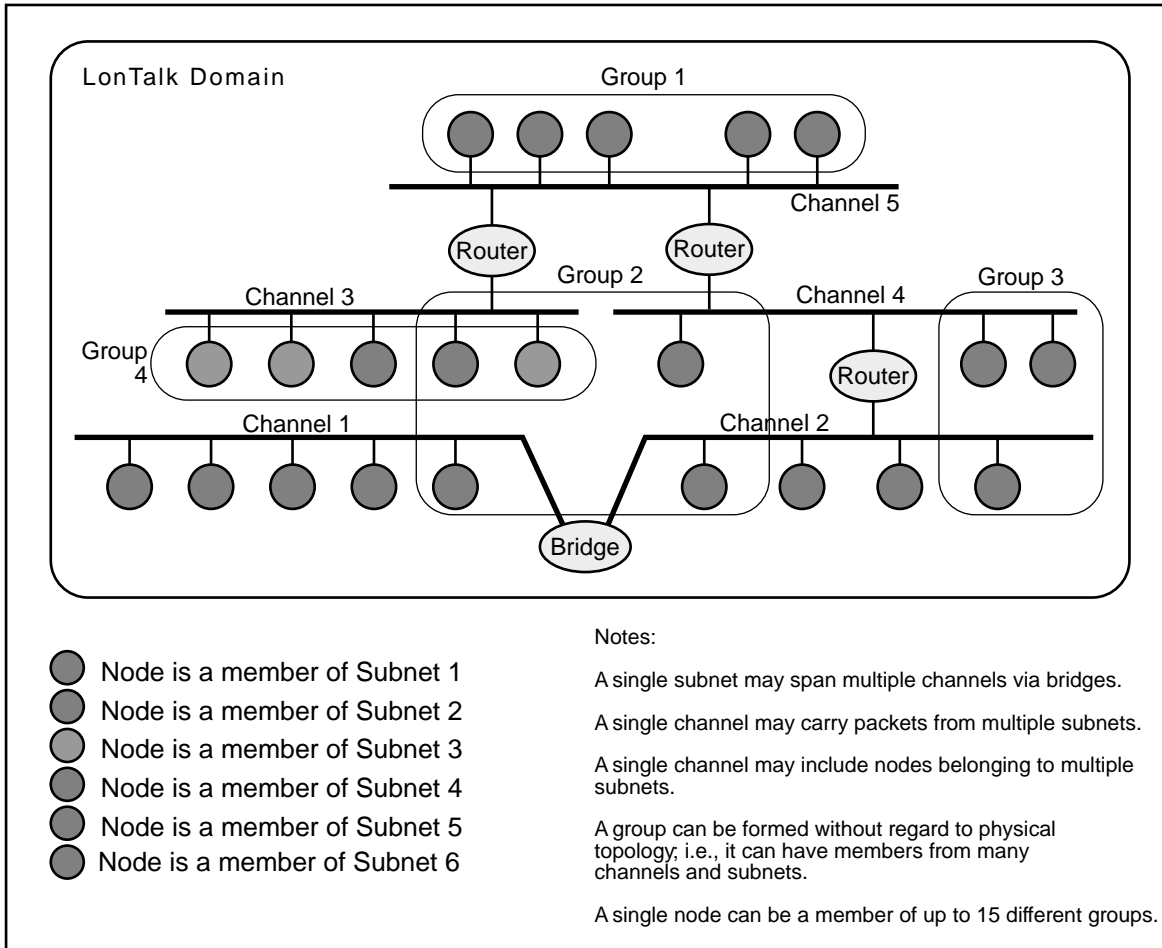 LonTalk Domain
Group 1
Channel 5
Router
Router
Group 2
Group 3
Channel 3
Channel 4
Group
4
Router
Channel 1
Channel 2
Bridge
Node is a member of Subnet 1
Node is a member of Subnet 2
Node is a member of Subnet 3
Node is a member of Subnet 4
Node is a member of Subnet 5
Node is a member of Subnet 6
Notes:
A single subnet may span multiple channels via bridges.
A single channel may carry packets from multiple subnets.
A single channel may include nodes belonging to multiple
subnets.
A group can be formed without regard to physical
topology; i.e., it can have members from many
channels and subnets.
A single node can be a member of up to 15 different groups.